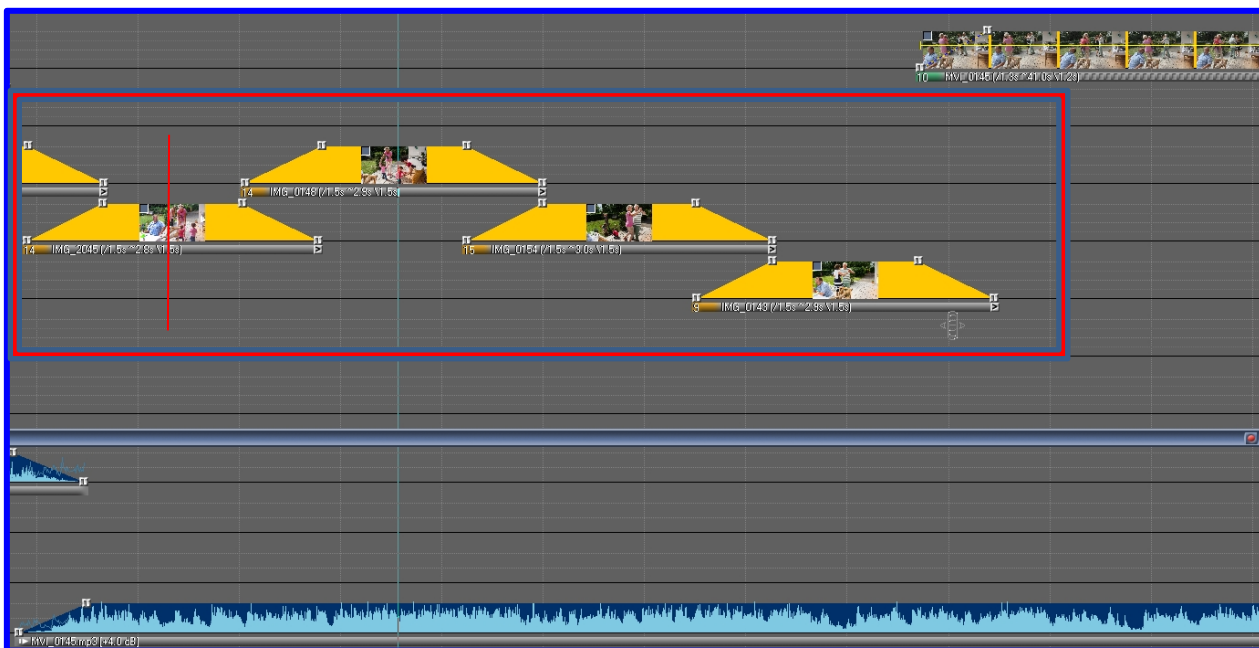 10 MVI_0145 (/1.3s ~41.0s \1.2s)
14 IMG_0148 (/1.5s ~2.9s \1.5s)
14 IMG_2045 (/1.5s ~2.8s \1.5s)
15 IMG_0154 (/1.5s ~3.0s \1.5s)
9 IMG_0143 (/1.5s ~2.9s \1.5s)
MVI_0145.mp3 [+4.0 dB]